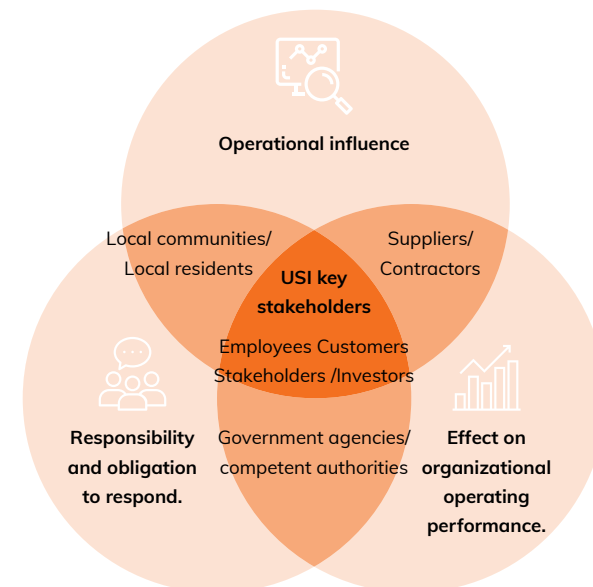 Operational influence
Local communities/
Local residents
Suppliers/
Contractors
USI key
stakeholders
Employees Customers
Stakeholders /Investors
Responsibility
and obligation
to respond.
Government agencies/
competent authorities
Effect on
organizational
operating
performance.